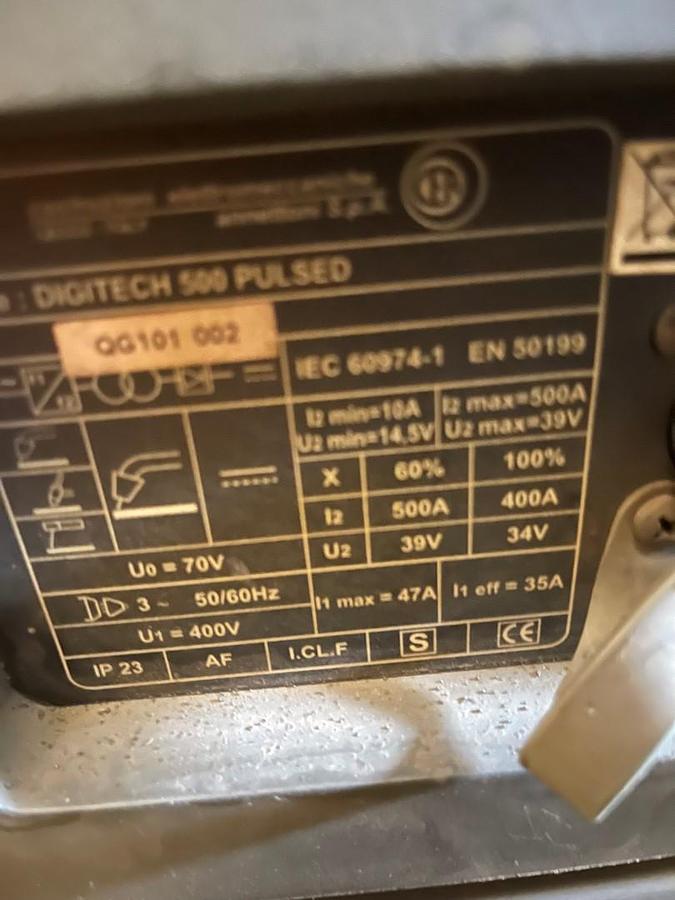 elettromeccaniche
S.p.A.
: DIGITECH 500 PULSED
QG101 002
IEC 60974-1 EN 50199
I2 min=10A I2 max=500A
U2 min=14,5V U2 max=39V
X 60% 100%
I2 500A 400A
U2 39V 34V
U0 = 70V
3 ~ 50/60Hz I1 max = 47A I1 eff = 35A
U1 = 400V
IP 23 AF I.CL.F S CE